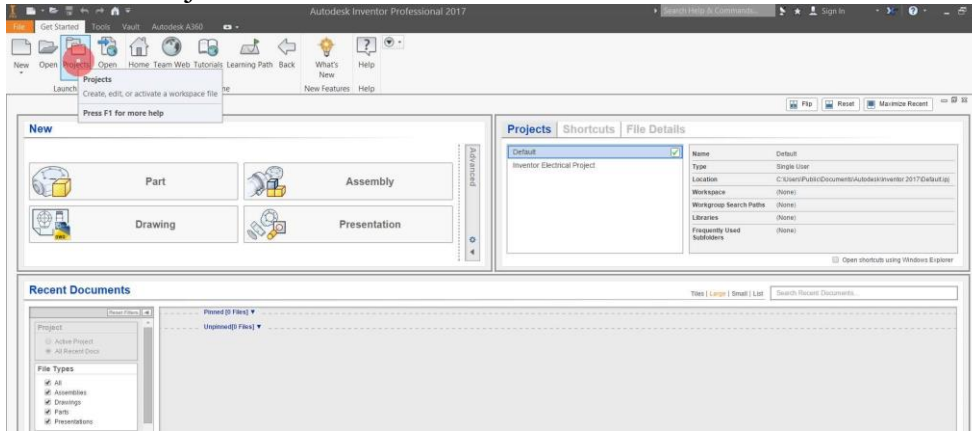 Autodesk Inventor Professional 2017
Search Help & Commands...
Sign In
File
Get Started
Tools
Vault
Autodesk A360
New
Open
Projects
Open
Home
Team Web
Tutorials
Learning Path
Back
What's
New
Help
Launch
New Features
Help
Projects
Create, edit, or activate a workspace file
Press F1 for more help
Flip
Reset
Maximize Recent
New
Part
Assembly
Drawing
Presentation
Advanced
Projects
Shortcuts
File Details
Default
Inventor Electrical Project
Name Default
Type Single User
Location C:\Users\Public\Documents\Autodesk\Inventor 2017\Default.ipj
Workspace (None)
Workgroup Search Paths (None)
Libraries (None)
Frequently Used (None)
Subfolders
Open shortcuts using Windows Explorer
Recent Documents
Tiles | Large | Small | List
Search Recent Documents...
Reset Filters
Project
Active Project
All Recent Docs
File Types
All
Assemblies
Drawings
Parts
Presentations
Pinned [0 Files] ▼
Unpinned[0 Files] ▼